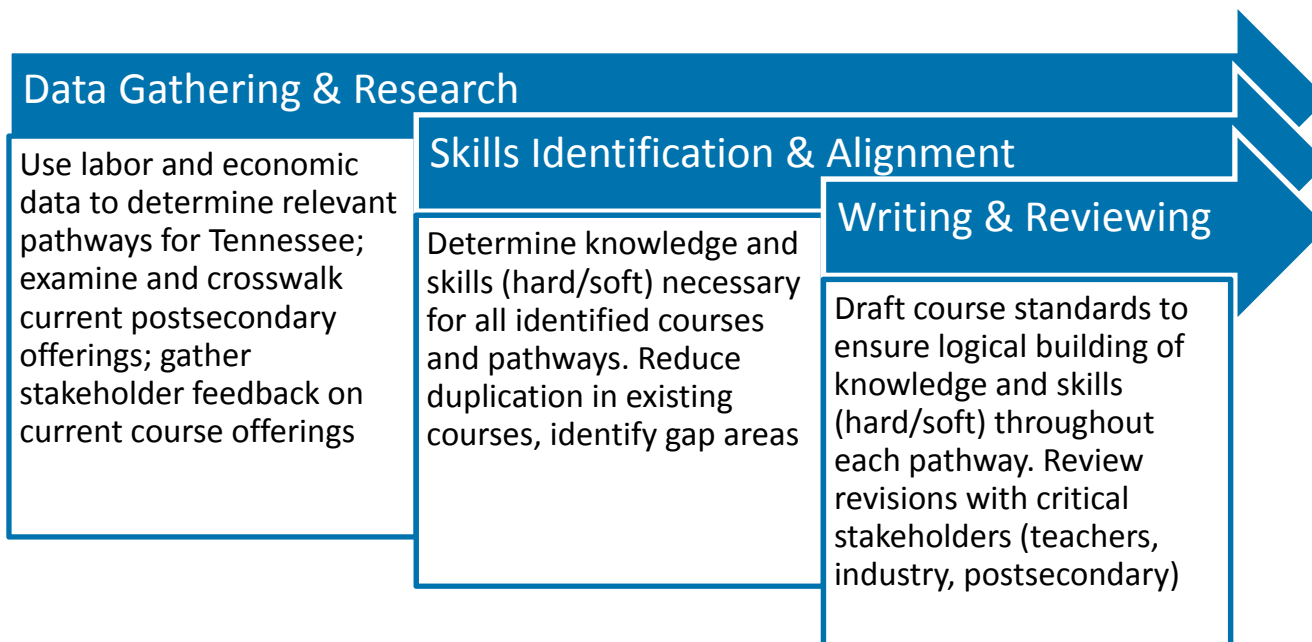 Data Gathering & Research
Use labor and economic
data to determine relevant
pathways for Tennessee;
examine and crosswalk
current postsecondary
offerings; gather
stakeholder feedback on
current course offerings
Skills Identification & Alignment
Determine knowledge and
skills (hard/soft) necessary
for all identified courses
and pathways. Reduce
duplication in existing
courses, identify gap areas
Writing & Reviewing
Draft course standards to
ensure logical building of
knowledge and skills
(hard/soft) throughout
each pathway. Review
revisions with critical
stakeholders (teachers,
industry, postsecondary)